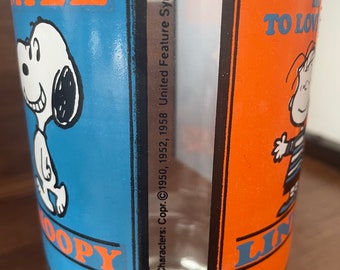 TO LOV
OOPY
LIN
Characters: Copr. ©1950, 1952, 1958 United Feature Sy